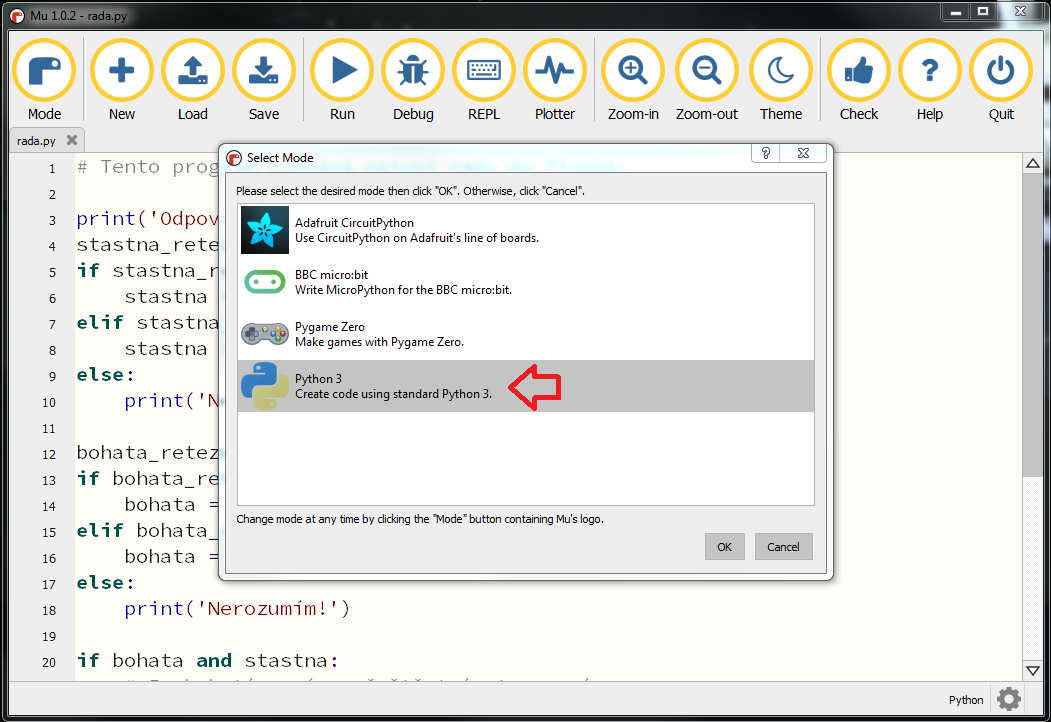 Mu 1.0.2 - rada.py
Mode New Load Save Run Debug REPL Plotter Zoom-in Zoom-out Theme Check Help Quit
rada.py
Select Mode
Please select the desired mode then click "OK". Otherwise, click "Cancel".
Adafruit CircuitPython
Use CircuitPython on Adafruit's line of boards.
BBC micro:bit
Write MicroPython for the BBC micro:bit.
Pygame Zero
Make games with Pygame Zero.
Python 3
Create code using standard Python 3.
Change mode at any time by clicking the "Mode" button containing Mu's logo.
OK Cancel
1 # Tento
2
3 print('Odpov
4 stastna_rete
5 if stastna_r
6 stastna
7 elif stastna
8 stastna
9 else:
10 print('N
11
12 bohata_retez
13 if bohata_re
14 bohata =
15 elif bohata_
16 bohata =
17 else:
18 print('Nerozumím!')
19
20 if bohata and stastna:
Python